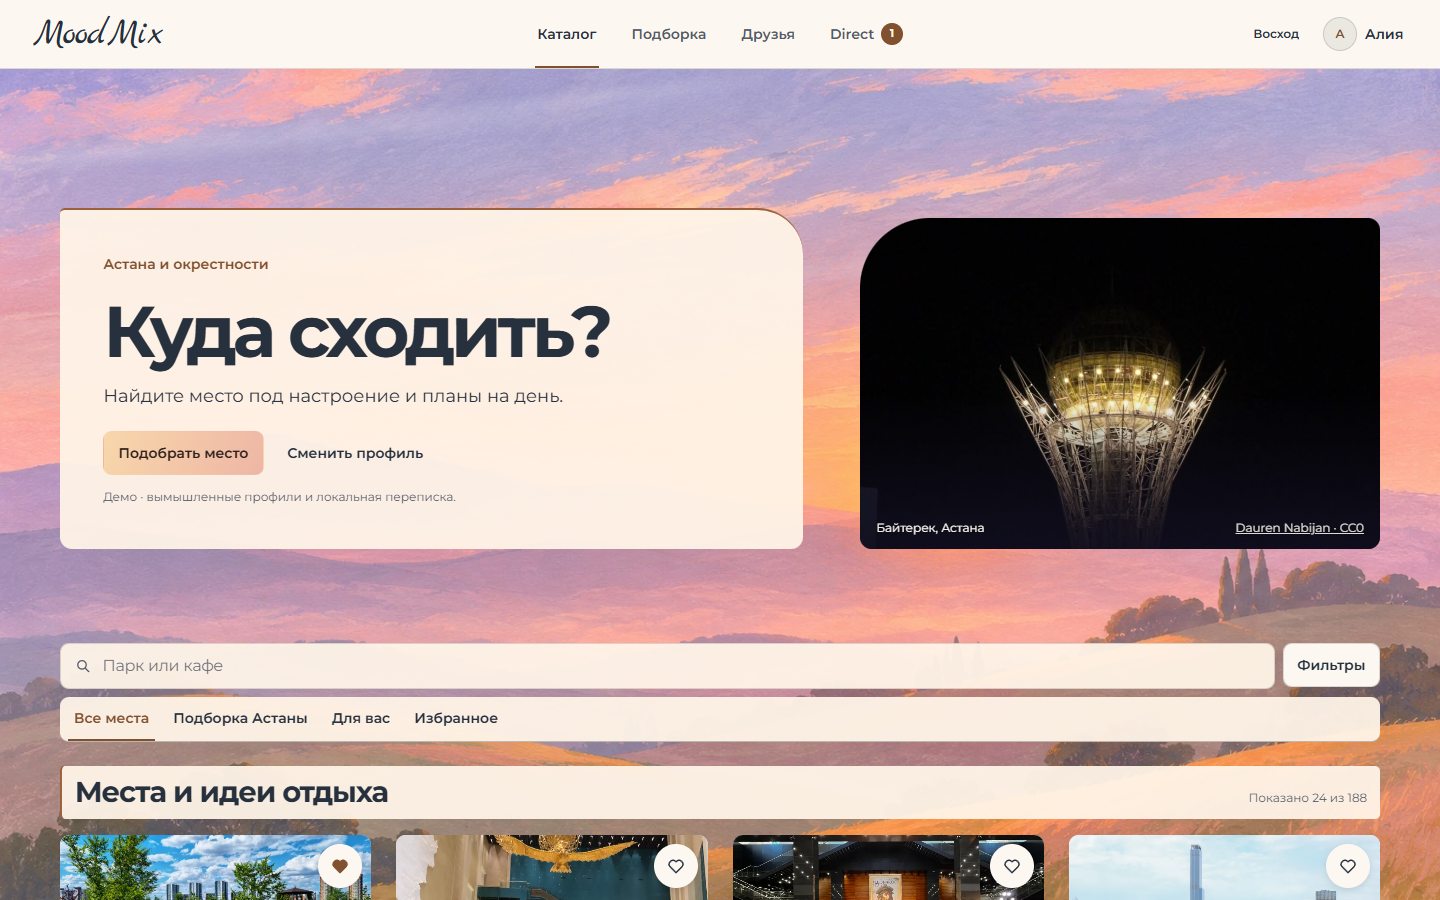 Mood Mix
Каталог
Подборка
Друзья
Direct 1
Восход
А Алия
Астана и окрестности
Куда сходить?
Найдите место под настроение и планы на день.
Подобрать место
Сменить профиль
Демо · вымышленные профили и локальная переписка.
Байтерек, Астана
Dauren Nabijan · CC0
Парк или кафе
Фильтры
Все места
Подборка Астаны
Для вас
Избранное
Места и идеи отдыха
Показано 24 из 188